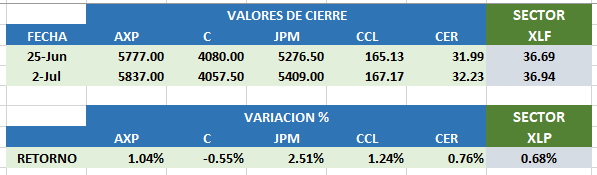 VALORES DE CIERRE SECTOR
FECHA AXP C JPM CCL CER XLF
25-Jun 5777.00 4080.00 5276.50 165.13 31.99 36.69
2-Jul 5837.00 4057.50 5409.00 167.17 32.23 36.94
VARIACION % SECTOR
AXP C JPM CCL CER XLP
RETORNO 1.04% -0.55% 2.51% 1.24% 0.76% 0.68%